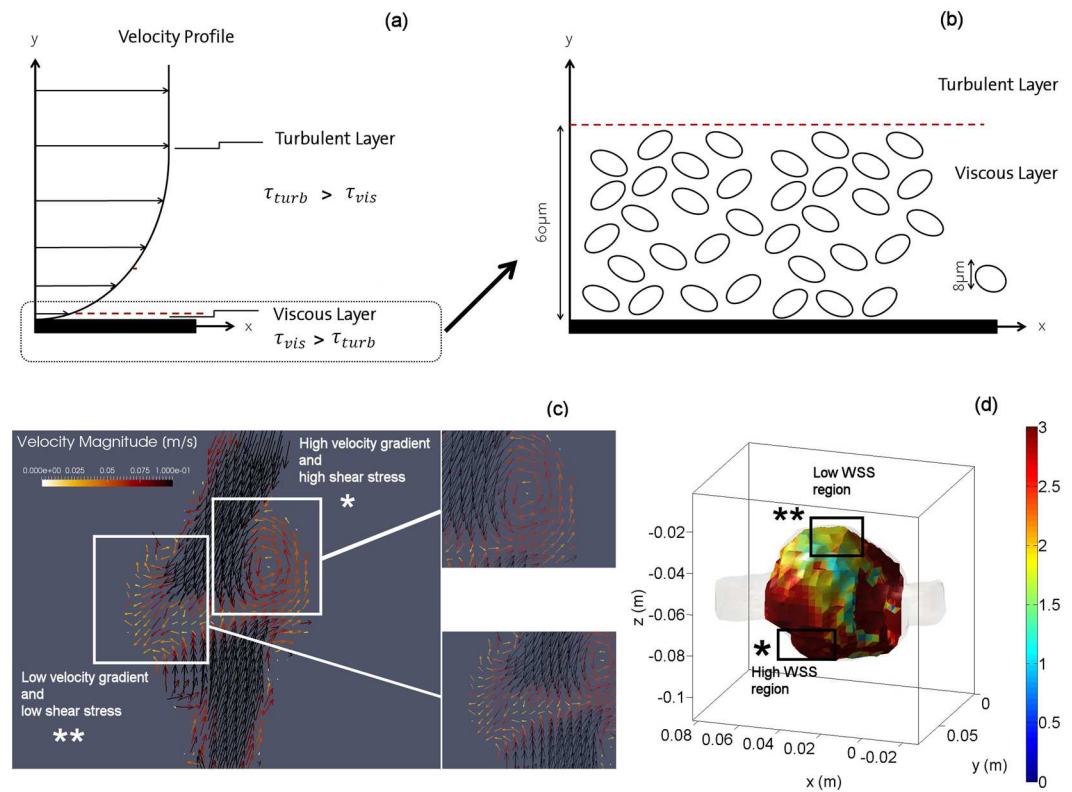 (a)
y
Velocity Profile
Turbulent Layer
τturb > τvis
Viscous Layer
x
τvis > τturb
(b)
y
Turbulent Layer
Viscous Layer
60µm
8µm
x
(c)
Velocity Magnitude [m/s]
0.000e+00 0.025 0.05 0.075 1.000e-01
High velocity gradient
and
high shear stress
*
Low velocity gradient
and
low shear stress
**
(d)
Low WSS
region
**
*
High WSS
region
-0.02
-0.04
-0.06
-0.08
-0.1
z (m)
0.08 0.06 0.04 0.02 0 -0.02
x (m)
0
0.05
y (m)
3
2.5
2
1.5
1
0.5
0